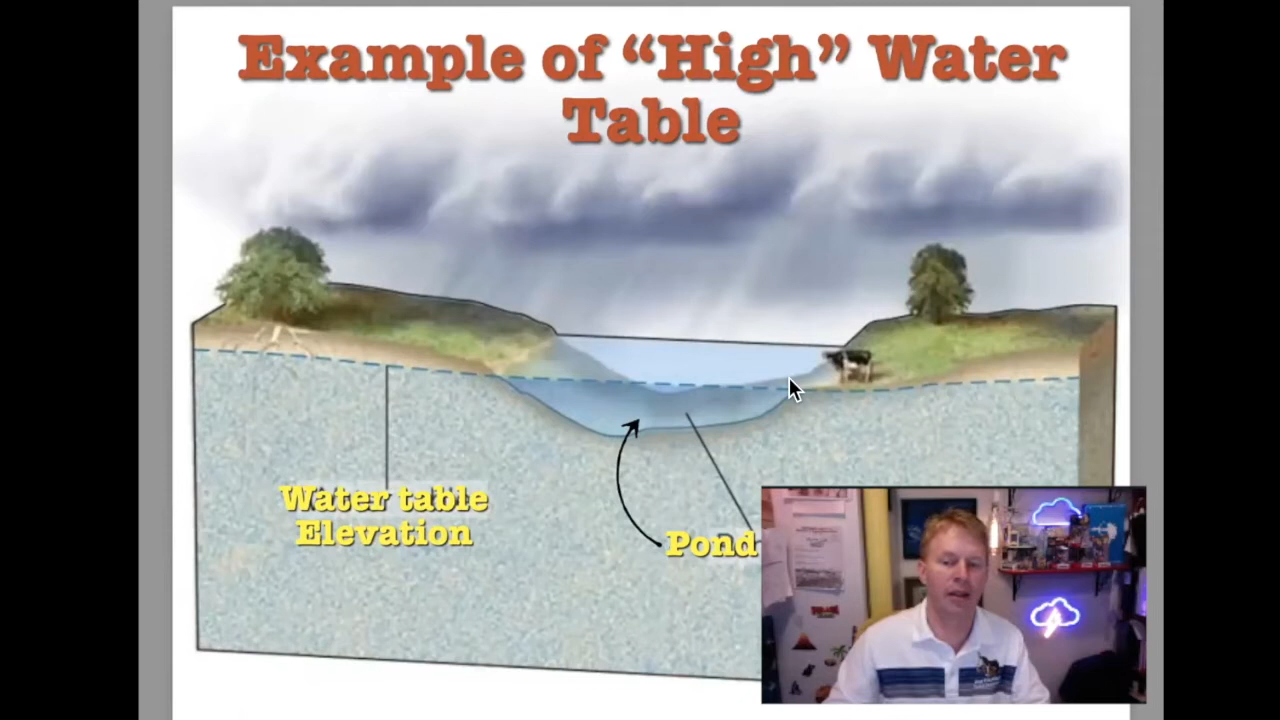 Example of “High” Water
Table
Water table
Elevation
Pond